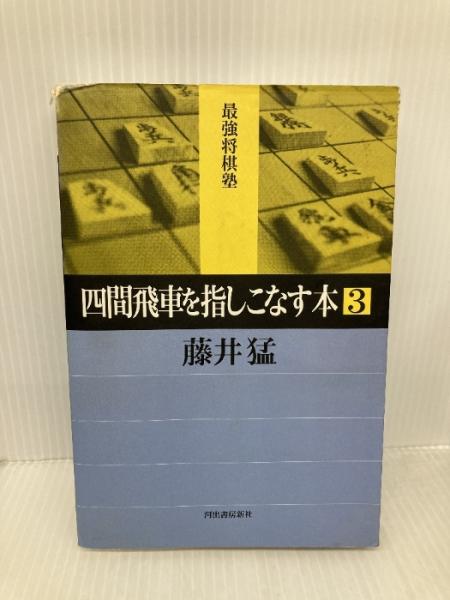 最強将棋塾
四間飛車を指しこなす本3
藤井猛
河出書房新社